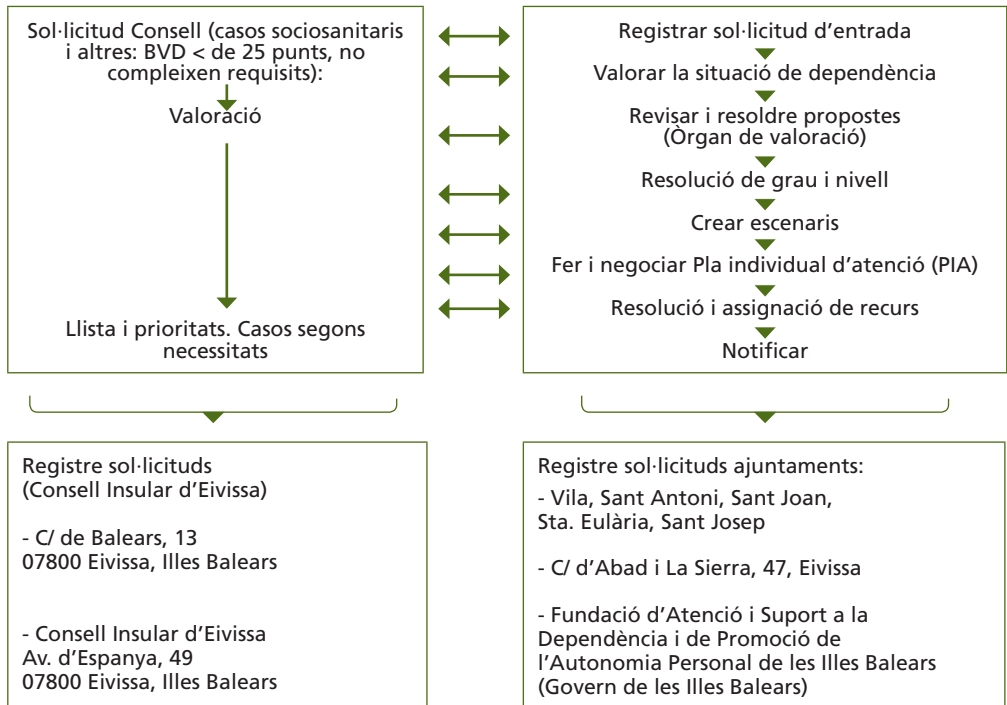 Sol·licitud Consell (casos sociosanitaris
i altres: BVD < de 25 punts, no
compleixen requisits):
Valoració
Llista i prioritats. Casos segons
necessitats
Registrar sol·licitud d’entrada
Valorar la situació de dependència
Revisar i resoldre propostes
(Òrgan de valoració)
Resolució de grau i nivell
Crear escenaris
Fer i negociar Pla individual d’atenció (PIA)
Resolució i assignació de recurs
Notificar
Registre sol·licituds
(Consell Insular d’Eivissa)
- C/ de Balears, 13
07800 Eivissa, Illes Balears
- Consell Insular d’Eivissa
Av. d’Espanya, 49
07800 Eivissa, Illes Balears
Registre sol·licituds ajuntaments:
- Vila, Sant Antoni, Sant Joan,
Sta. Eulària, Sant Josep
- C/ d’Abad i La Sierra, 47, Eivissa
- Fundació d’Atenció i Suport a la
Dependència i de Promoció de
l’Autonomia Personal de les Illes Balears
(Govern de les Illes Balears)